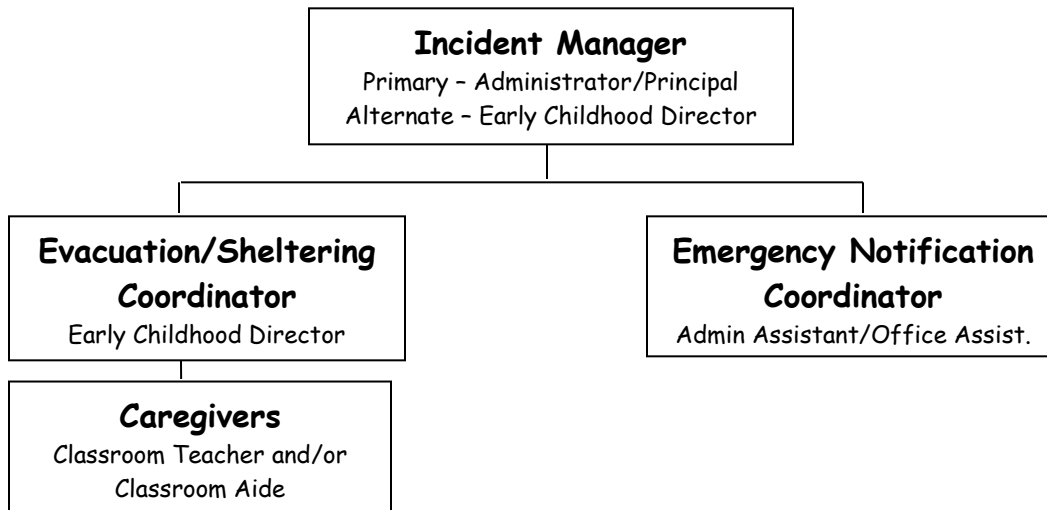 Incident Manager
Primary – Administrator/Principal
Alternate – Early Childhood Director
Evacuation/Sheltering
Coordinator
Early Childhood Director
Emergency Notification
Coordinator
Admin Assistant/Office Assist.
Caregivers
Classroom Teacher and/or
Classroom Aide